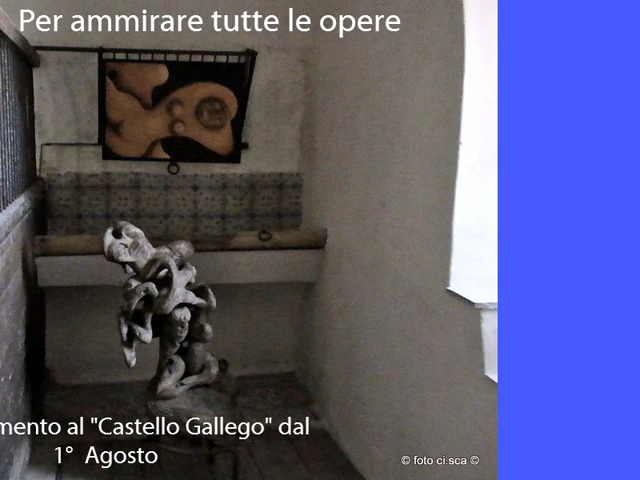 Per ammirare tutte le opere
mento al "Castello Gallego" dal
1° Agosto
© foto ci.sca ©